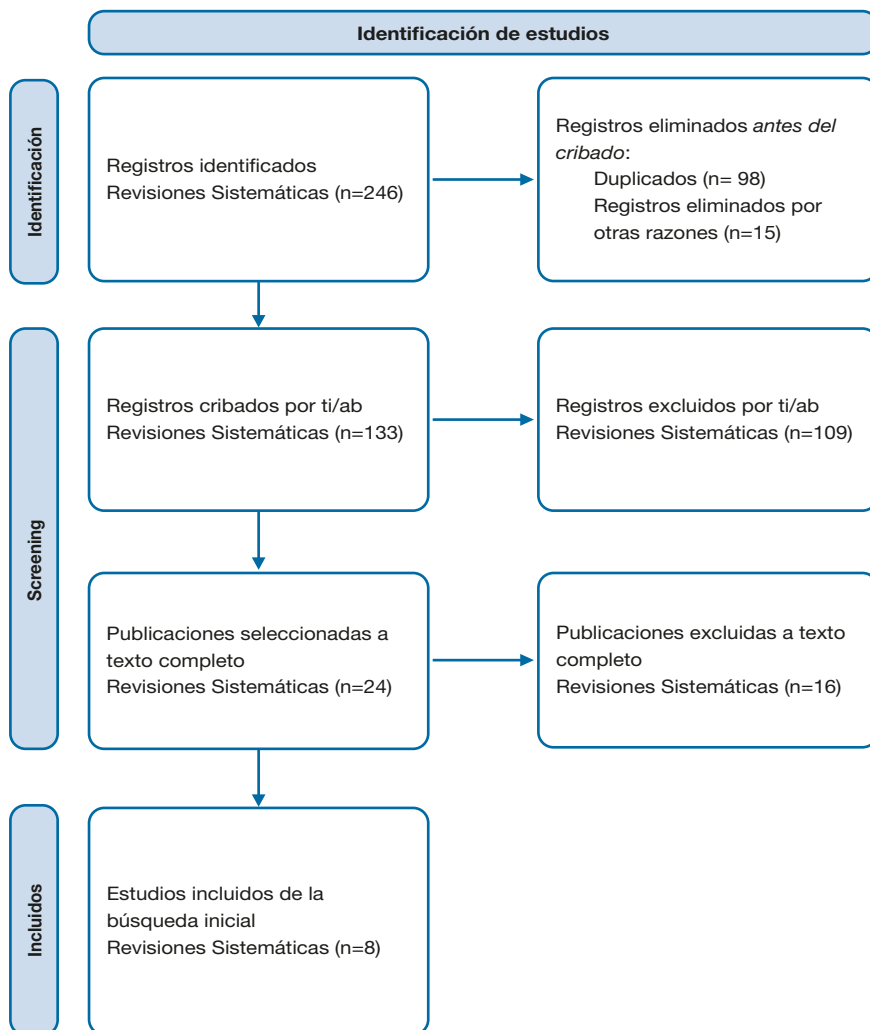 Identificación de estudios
Identificación
Registros identificados
Revisiones Sistemáticas (n=246)
Registros eliminados antes del
cribado:
Duplicados (n= 98)
Registros eliminados por
otras razones (n=15)
Screening
Registros cribados por ti/ab
Revisiones Sistemáticas (n=133)
Registros excluidos por ti/ab
Revisiones Sistemáticas (n=109)
Publicaciones seleccionadas a
texto completo
Revisiones Sistemáticas (n=24)
Publicaciones excluidas a texto
completo
Revisiones Sistemáticas (n=16)
Incluidos
Estudios incluidos de la
búsqueda inicial
Revisiones Sistemáticas (n=8)